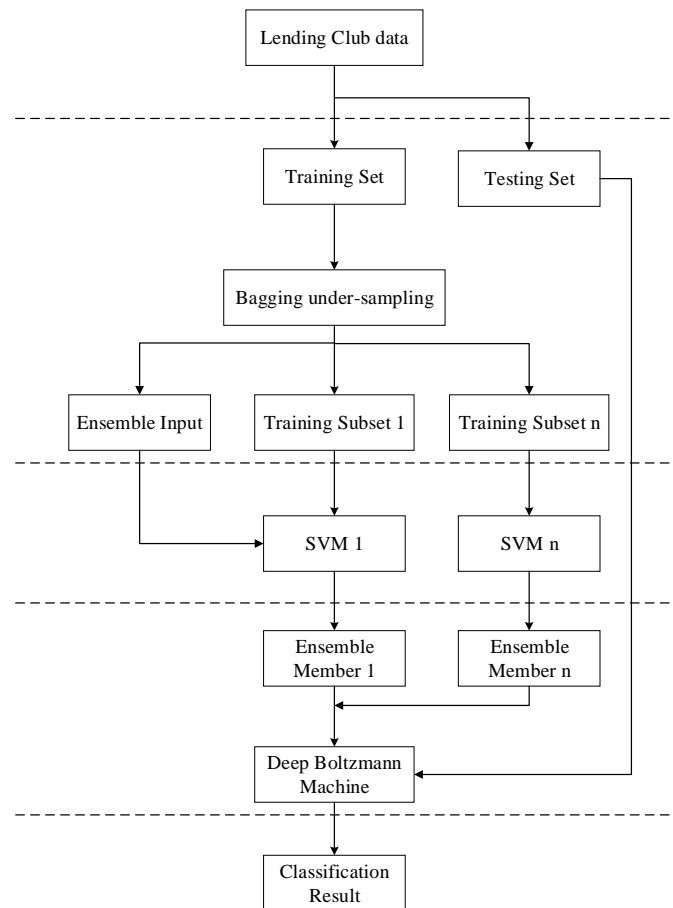 Lending Club data
Training Set
Testing Set
Bagging under-sampling
Ensemble Input
Training Subset 1
Training Subset n
SVM 1
SVM n
Ensemble
Member 1
Ensemble
Member n
Deep Boltzmann
Machine
Classification
Result